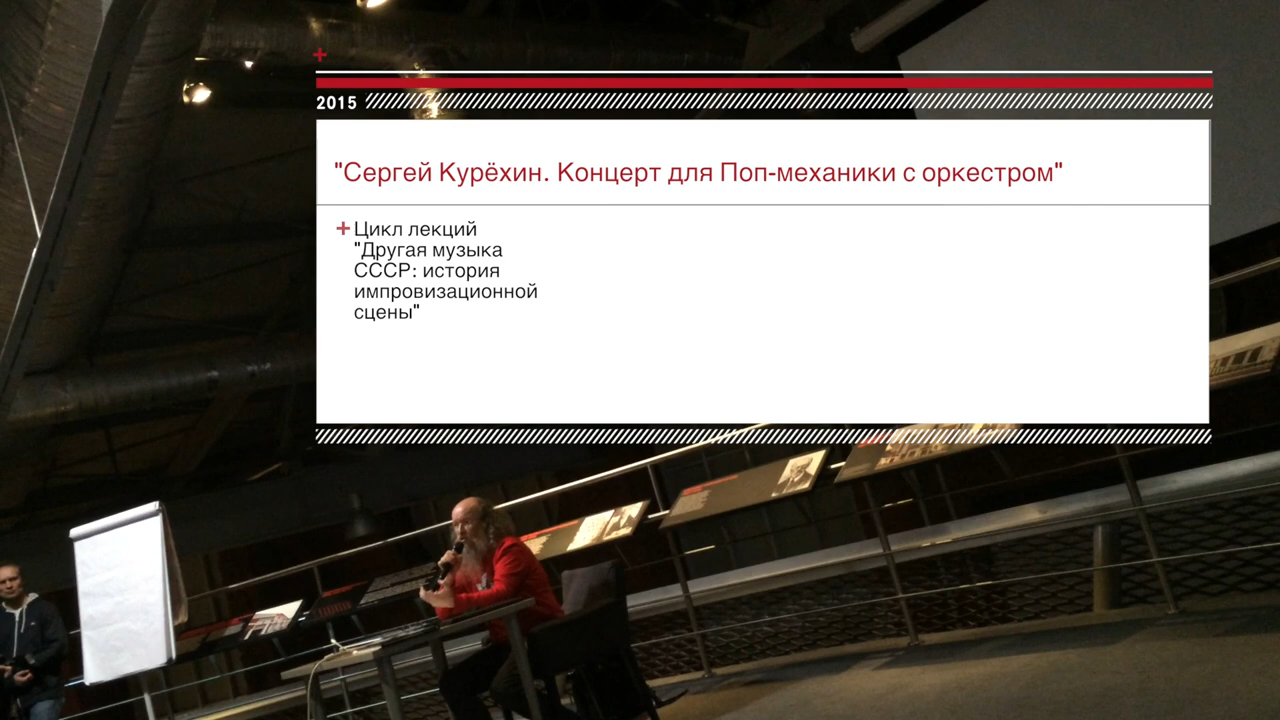 2015
"Сергей Курёхин. Концерт для Поп-механики с оркестром"
Цикл лекций
"Другая музыка
СССР: история
импровизационной
сцены"